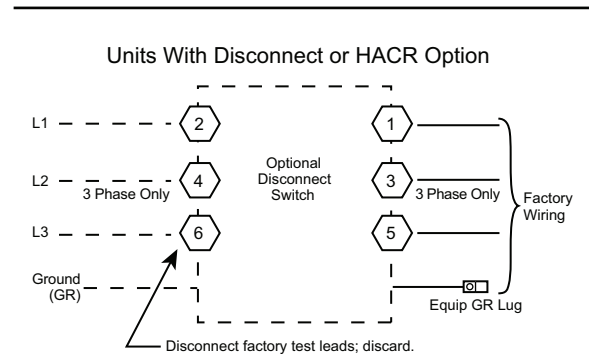 Units With Disconnect or HACR Option
L1
2
1
L2
3 Phase Only
4
Optional
Disconnect
Switch
3
3 Phase Only
Factory
Wiring
L3
6
5
Ground
(GR)
Equip GR Lug
Disconnect factory test leads; discard.